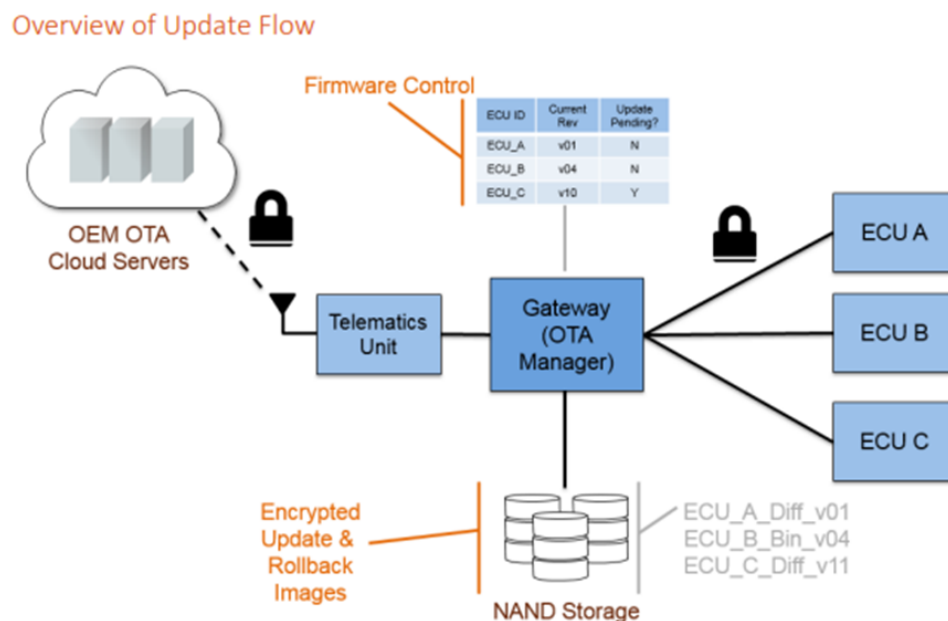 Overview of Update Flow
Firmware Control
ECU ID Current Update
Rev Pending?
ECU_A v01 N
ECU_B v04 N
ECU_C v10 Y
OEM OTA
Cloud Servers
Telematics
Unit
Gateway
(OTA
Manager)
ECU A
ECU B
ECU C
Encrypted
Update &
Rollback
Images
ECU_A_Diff_v01
ECU_B_Bin_v04
ECU_C_Diff_v11
NAND Storage